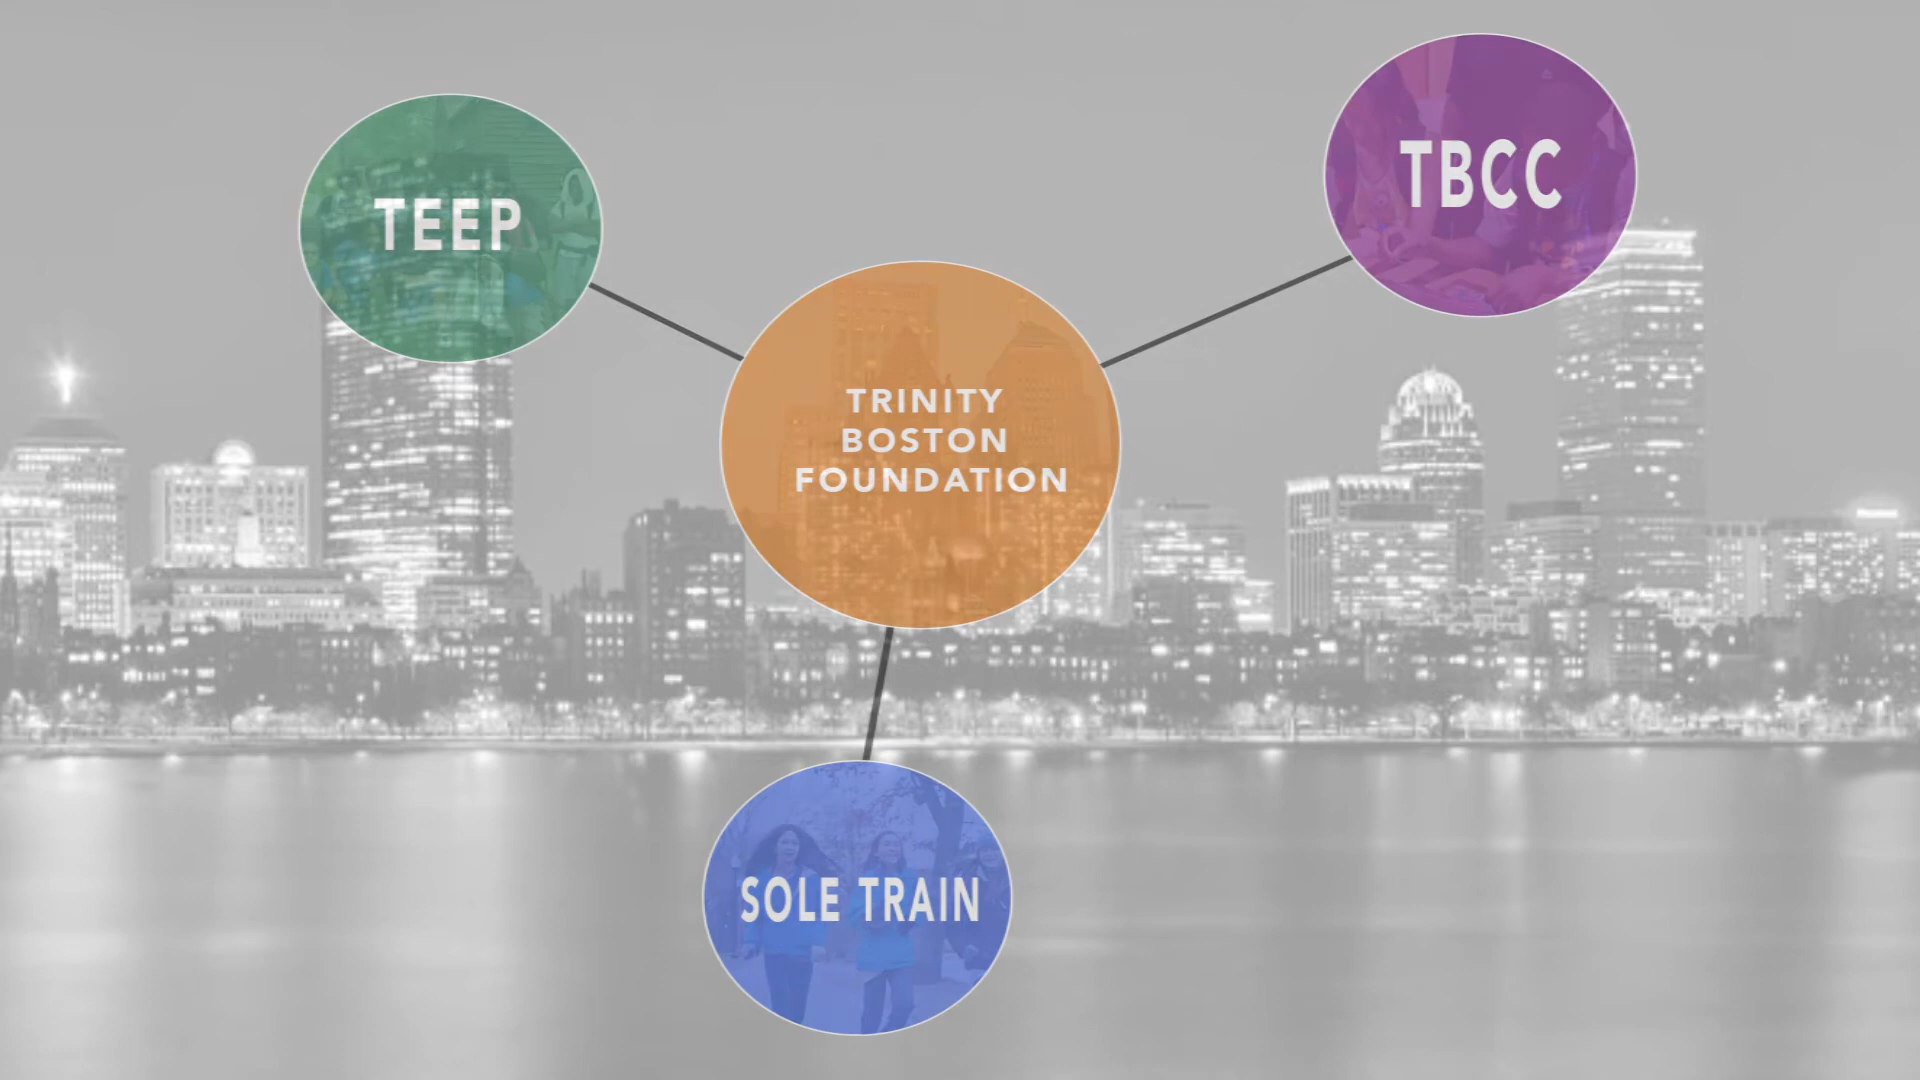 TEEP
TBCC
TRINITY
BOSTON
FOUNDATION
SOLE TRAIN